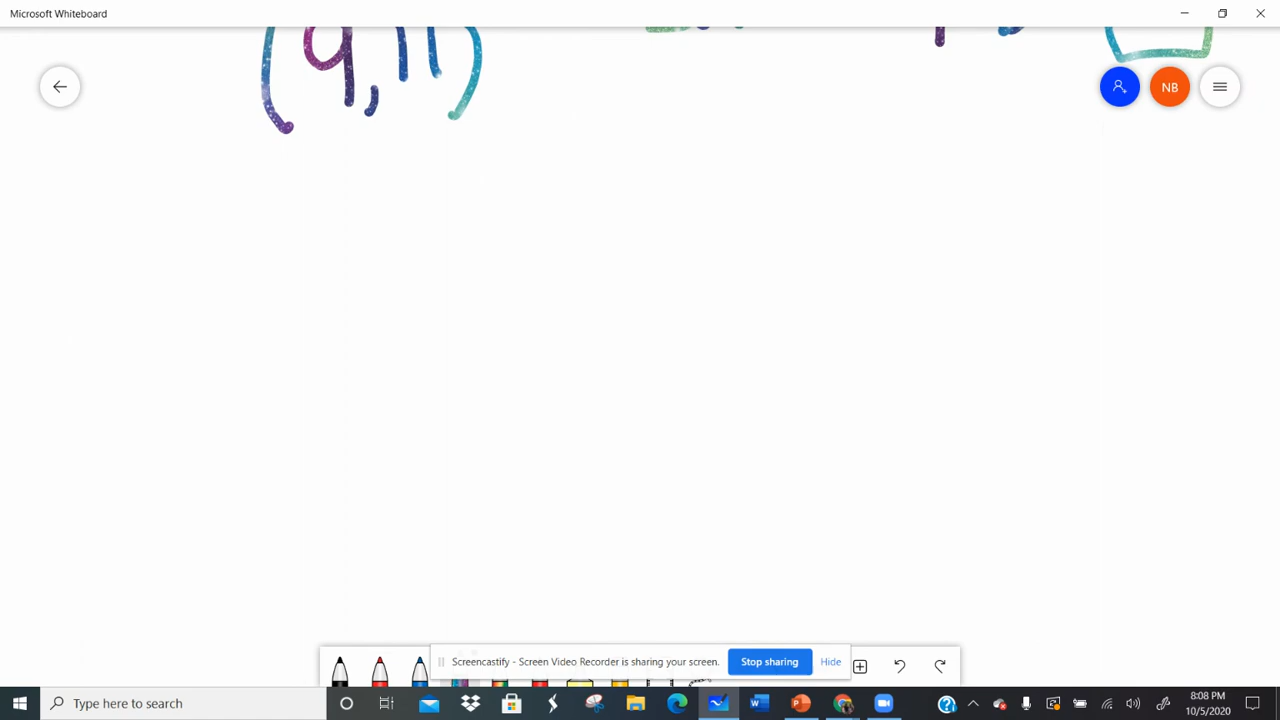 Microsoft Whiteboard
(9,11)
NB
Screencastify - Screen Video Recorder is sharing your screen.
Stop sharing
Hide
Type here to search
8:08 PM
10/5/2020